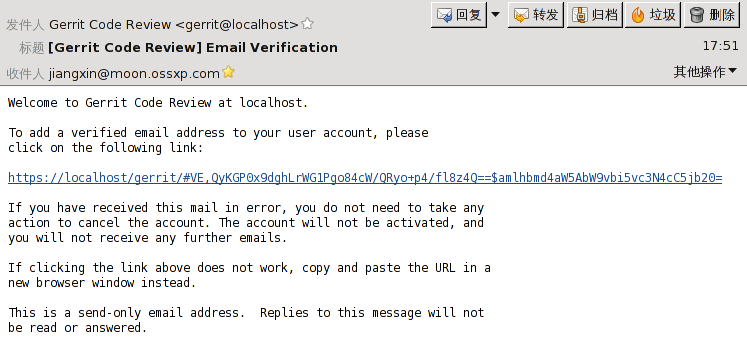 发件人 Gerrit Code Review <gerrit@localhost> 回复 转发 归档 垃圾 删除
标题 [Gerrit Code Review] Email Verification 17:51
收件人 jiangxin@moon.ossxp.com 其他操作
Welcome to Gerrit Code Review at localhost.
To add a verified email address to your user account, please
click on the following link:
https://localhost/gerrit/#VE,QyKGP0x9dghLrWG1Pgo84cW/QRyo+p4/fl8z4Q==$amlhbmd4aW5AbW9vbi5vc3N4cC5jb20=
If you have received this mail in error, you do not need to take any
action to cancel the account. The account will not be activated, and
you will not receive any further emails.
If clicking the link above does not work, copy and paste the URL in a
new browser window instead.
This is a send-only email address.  Replies to this message will not
be read or answered.